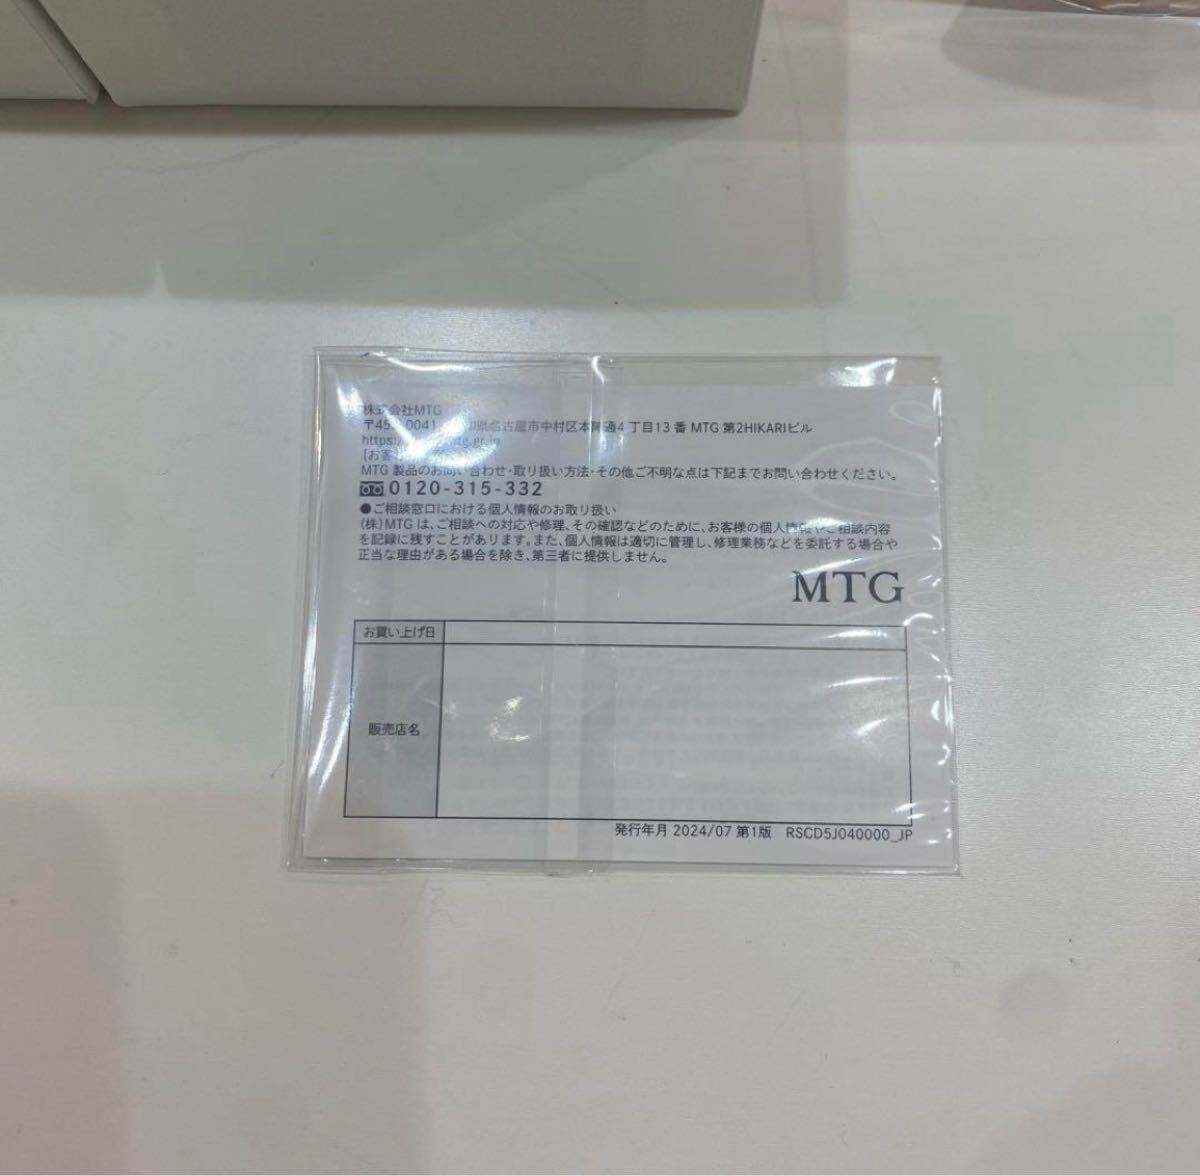 株式会社MTG
名古屋市中村区本陣通4丁目13番 MTG 第2HIKARIビル
https://
MTG 製品のお問い合わせ・取り扱い方法・その他ご不明な点は下記までお問い合わせください。
0120-315-332
●ご相談窓口における個人情報のお取り扱い
(株)MTG は、ご相談への対応や修理、その確認などのために、お客様の個人情報やご相談内容
を記録に残すことがあります。また、個人情報は適切に管理し、修理業務などを委託する場合や
正当な理由がある場合を除き、第三者に提供しません。
MTG
お買い上げ日
販売店名
発行年月 2024/07 第1版 RSCD5J040000_JP